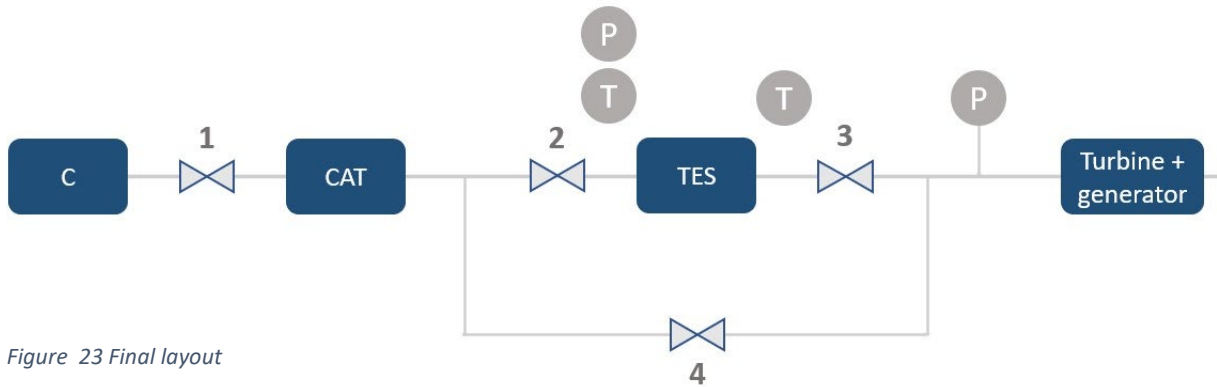 P
T
T
P
1
2
3
C
CAT
TES
Turbine +
generator
4
Figure 23 Final layout